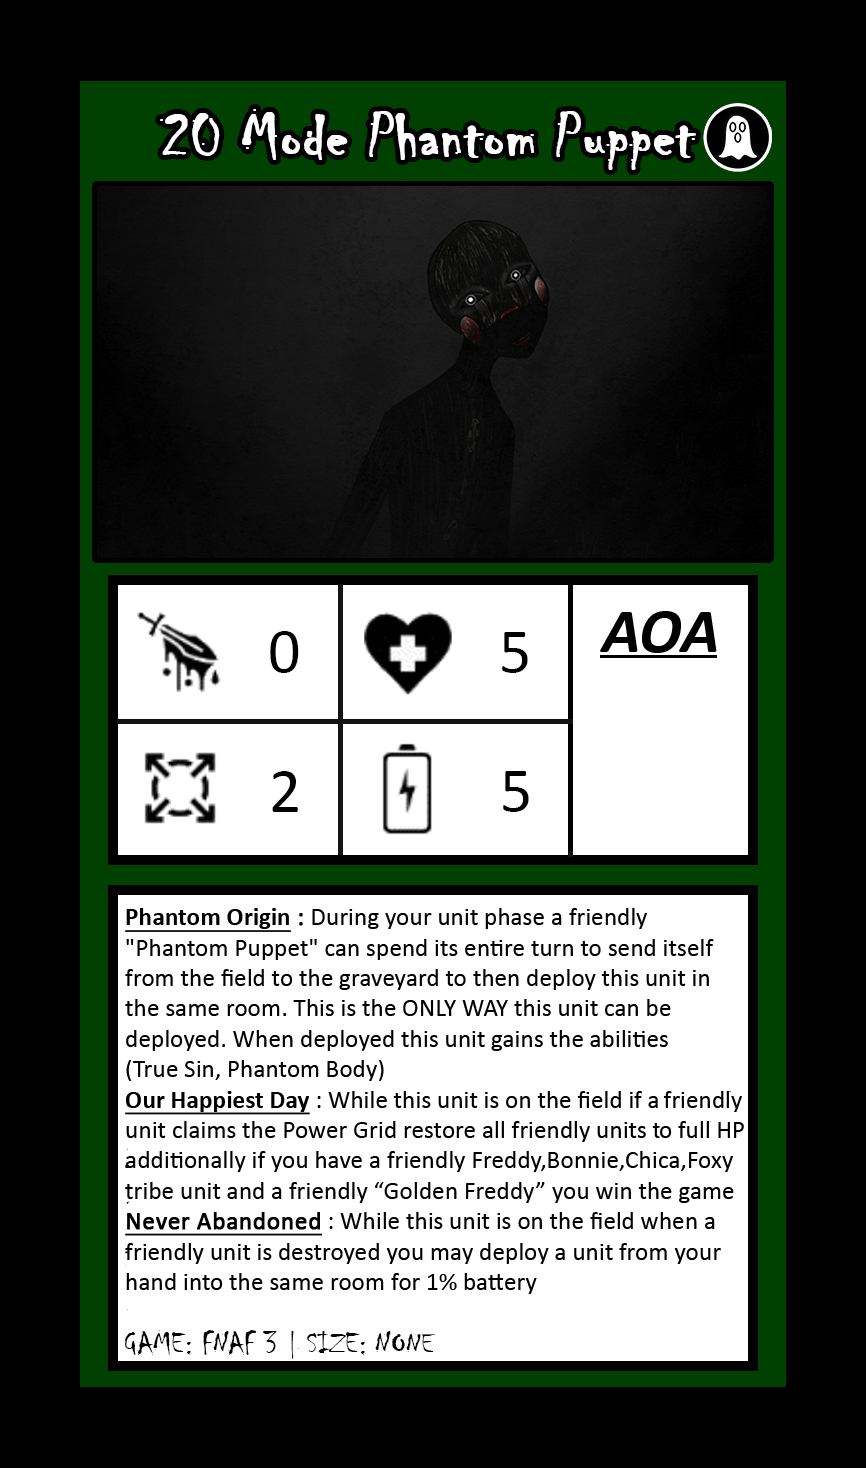 20 Mode Phantom Puppet
0
5
AOA
2
5
Phantom Origin : During your unit phase a friendly
"Phantom Puppet" can spend its entire turn to send itself
from the field to the graveyard to then deploy this unit in
the same room. This is the ONLY WAY this unit can be
deployed. When deployed this unit gains the abilities
(True Sin, Phantom Body)
Our Happiest Day : While this unit is on the field if a friendly
unit claims the Power Grid restore all friendly units to full HP
additionally if you have a friendly Freddy,Bonnie,Chica,Foxy
tribe unit and a friendly “Golden Freddy” you win the game
Never Abandoned : While this unit is on the field when a
friendly unit is destroyed you may deploy a unit from your
hand into the same room for 1% battery
GAME: FNAF 3 | SIZE: NONE